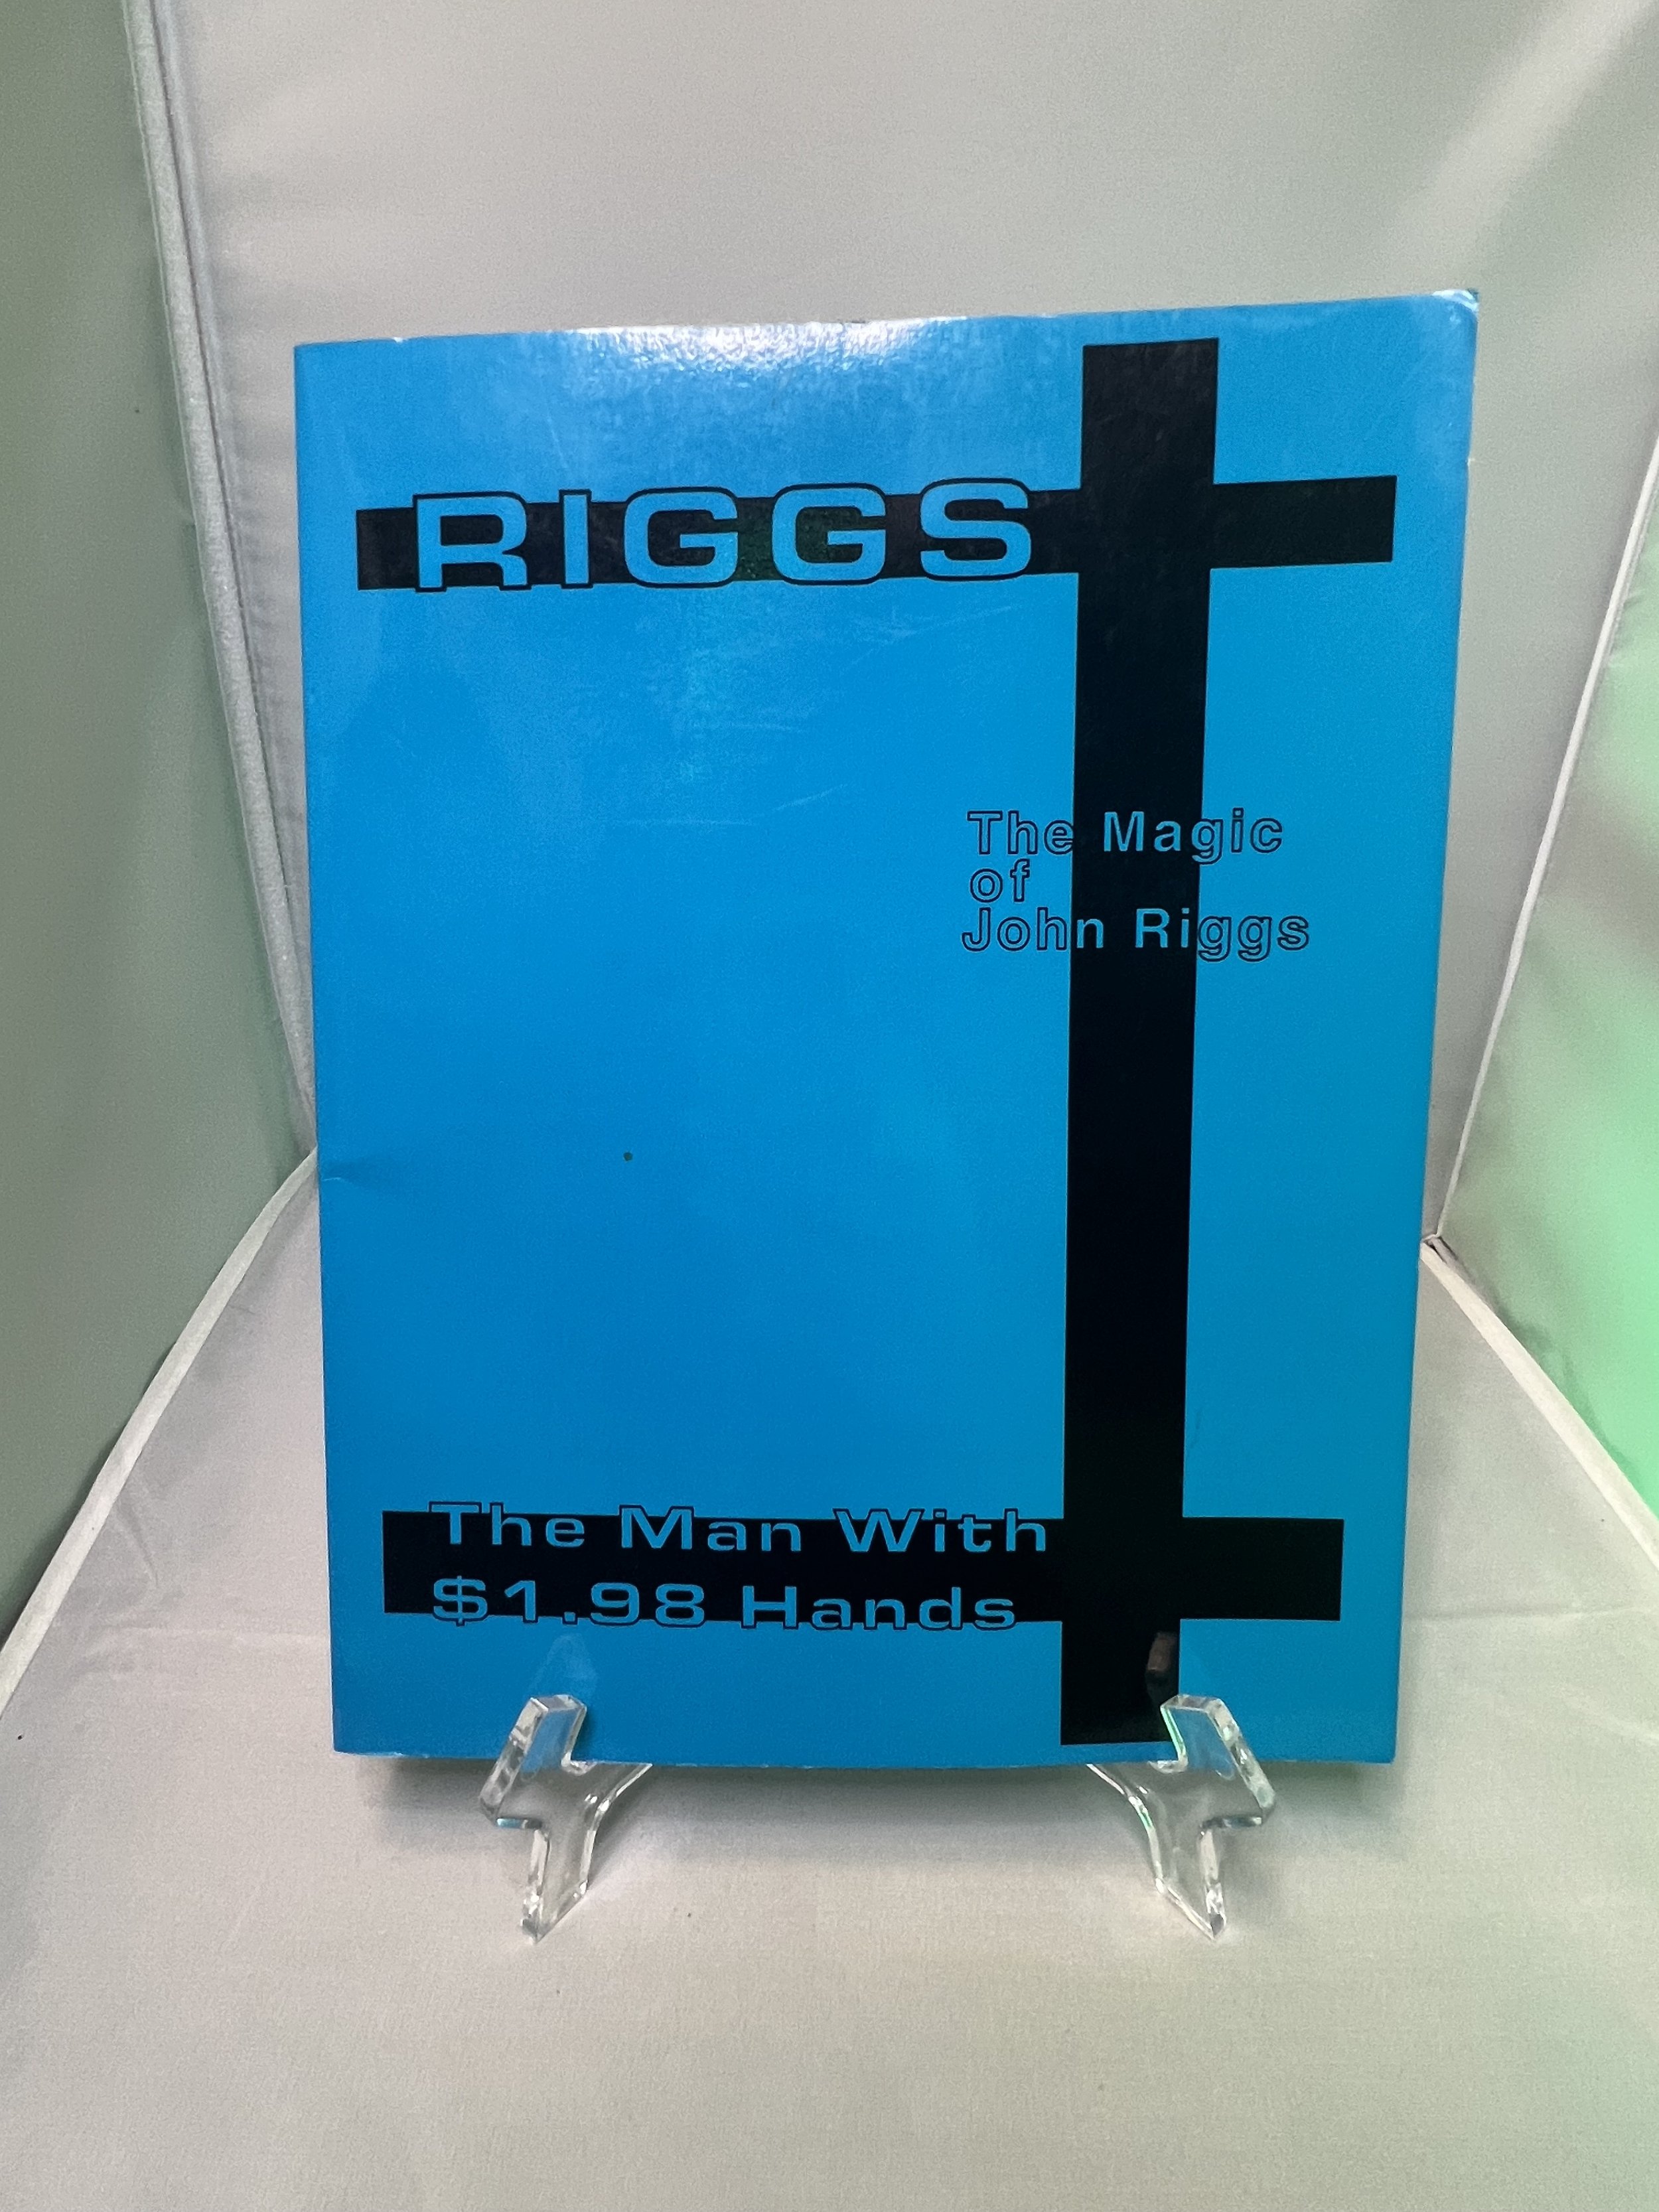 RIGGS
The Magic
of
John Riggs
The Man With
$1.98 Hands